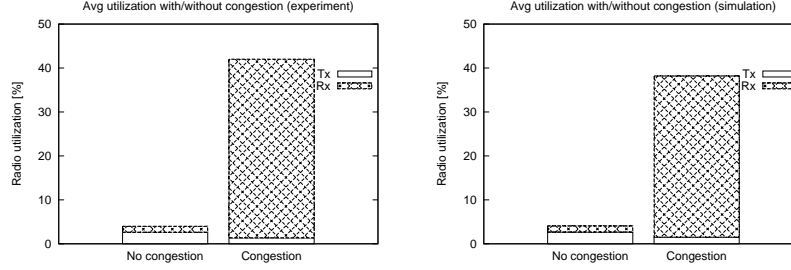 Avg utilization with/without congestion (experiment)
50
40
30
20
10
0
Radio utilization [%]
Tx
Rx
No congestion
Congestion
Avg utilization with/without congestion (simulation)
50
40
30
20
10
0
Radio utilization [%]
Tx
Rx
No congestion
Congestion